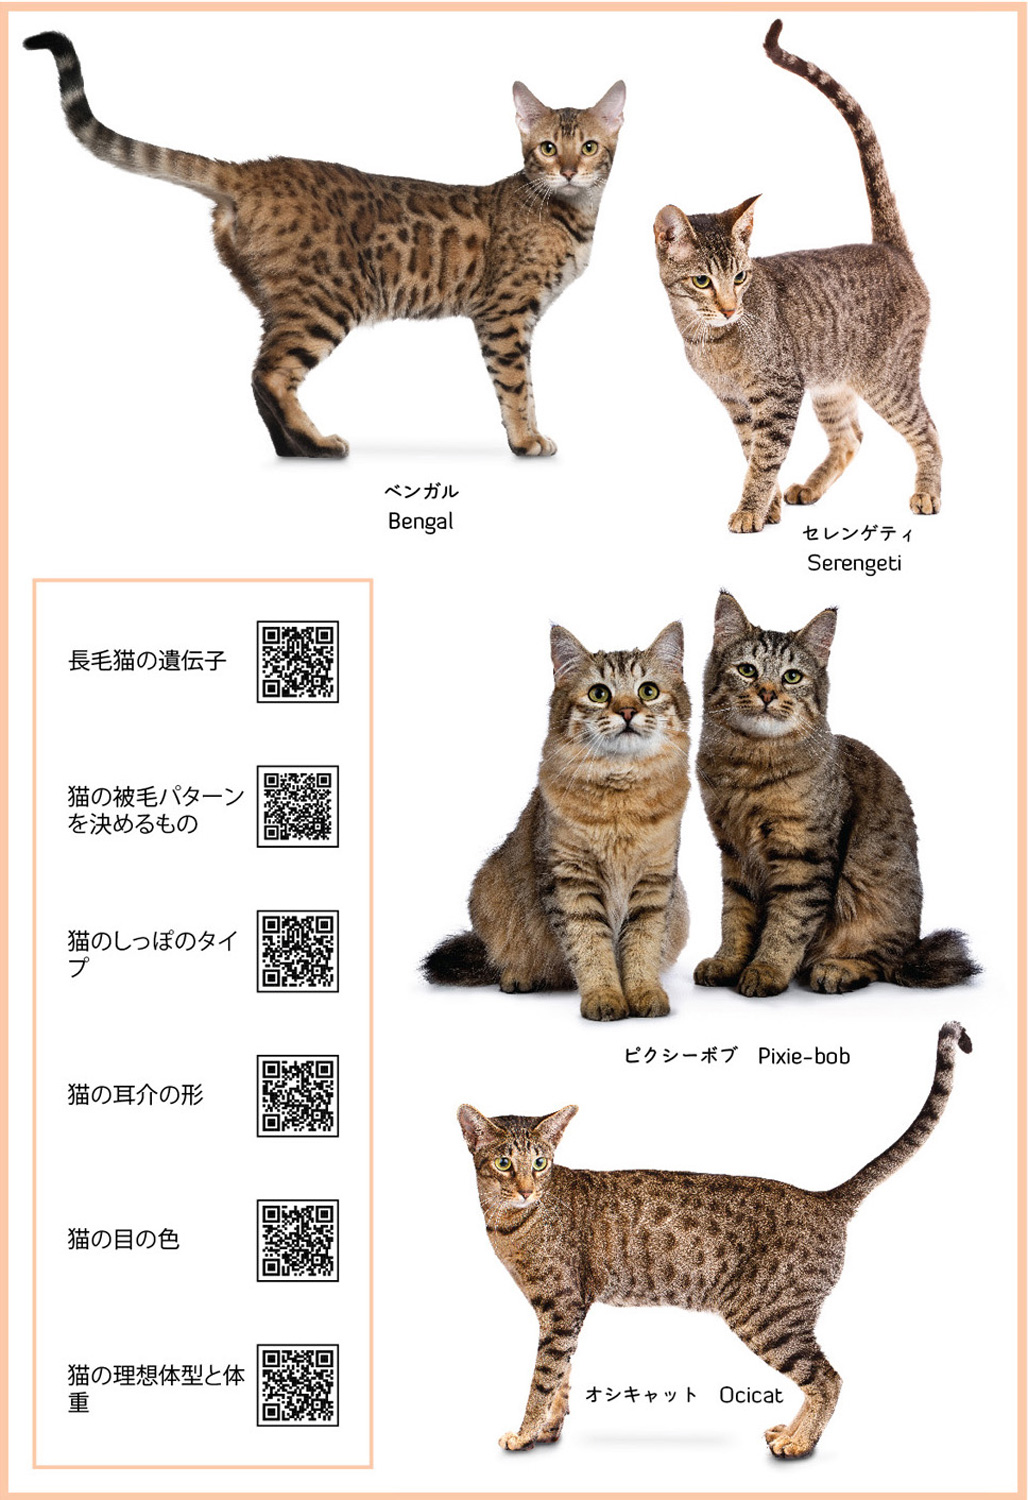 ベンガル
Bengal
セレンゲティ
Serengeti
長毛猫の遺伝子
猫の被毛パターン
を決めるもの
猫のしっぽのタイ
プ
猫の耳介の形
猫の目の色
猫の理想体型と体
重
ピクシーボブ Pixie-bob
オシキャット Ocicat